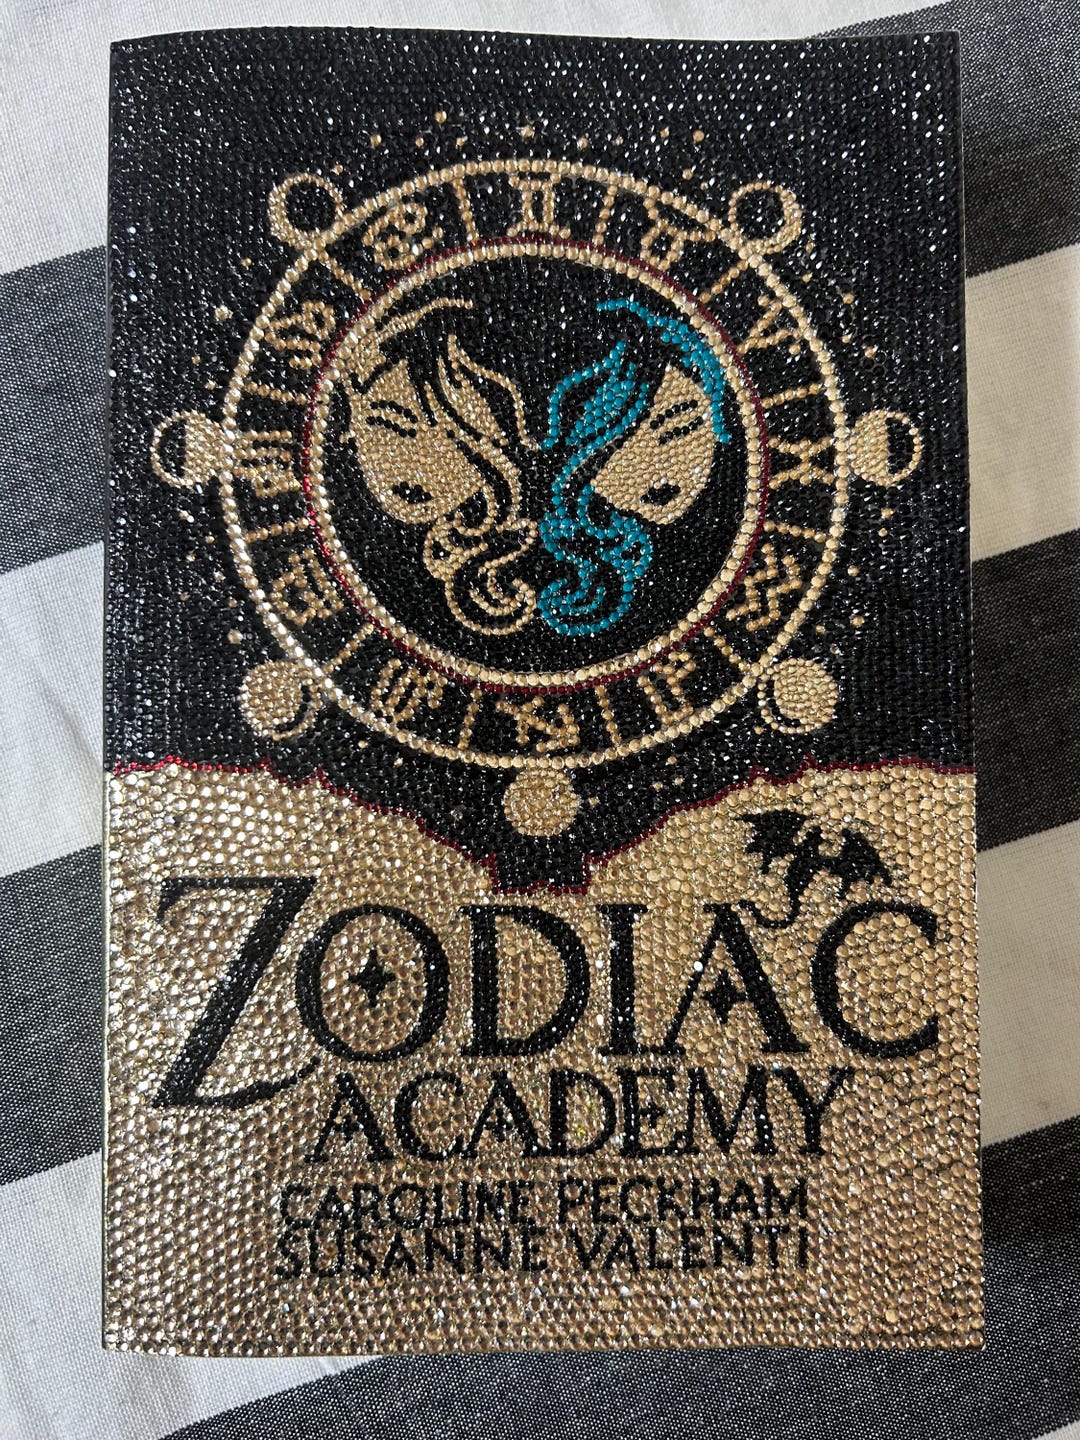 ZODIAC
ACADEMY
CAROLINE PECKHAM
SUSANNE VALENTI